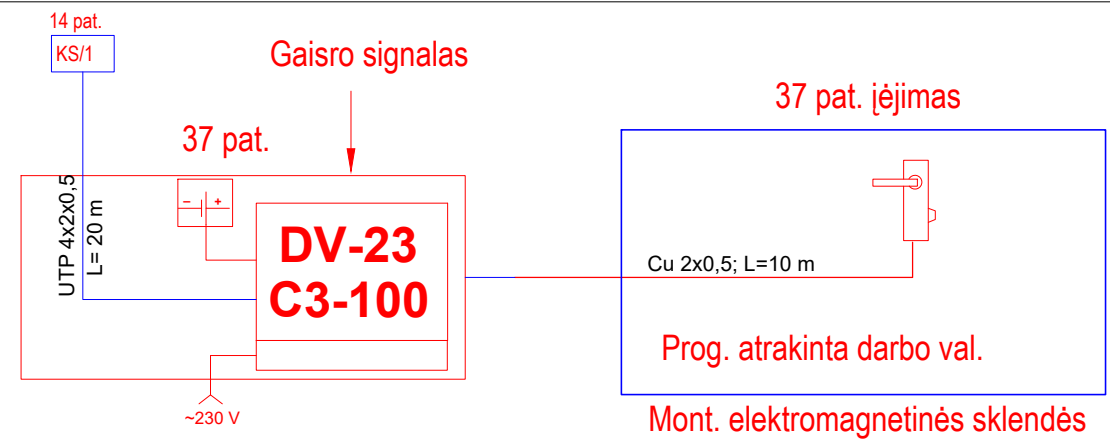 14 pat.
KS/1
Gaisro signalas
37 pat.
37 pat. įėjimas
UTP 4x2x0,5
L= 20 m
- +
DV-23
C3-100
Cu 2x0,5; L=10 m
Prog. atrakinta darbo val.
~230 V
Mont. elektromagnetinės sklendės